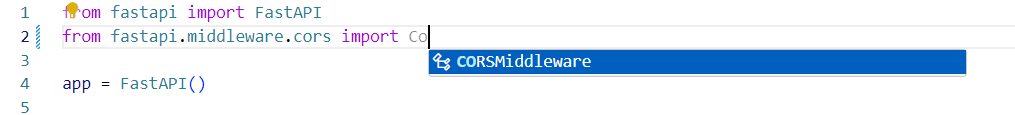 1 from fastapi import FastAPI
2 from fastapi.middleware.cors import Co
CORSMiddleware
3
4 app = FastAPI()
5